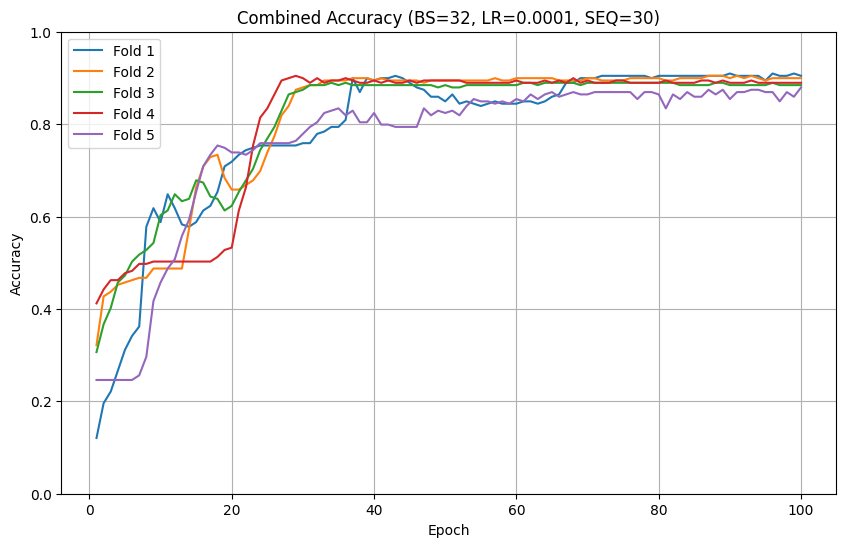 Combined Accuracy (BS=32, LR=0.0001, SEQ=30)
Fold 1
Fold 2
Fold 3
Fold 4
Fold 5
Accuracy
1.0
0.8
0.6
0.4
0.2
0.0
0 20 40 60 80 100
Epoch